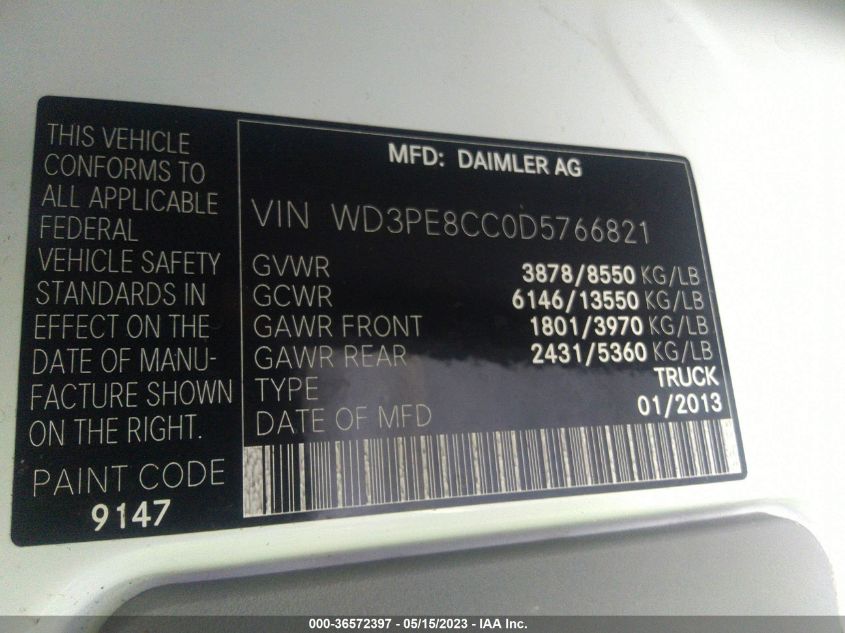 THIS VEHICLE
CONFORMS TO
ALL APPLICABLE
FEDERAL
VEHICLE SAFETY
STANDARDS IN
EFFECT ON THE
DATE OF MANU-
FACTURE SHOWN
ON THE RIGHT.
PAINT CODE
9147
MFD: DAIMLER AG
VIN WD3PE8CC0D5766821
GVWR 3878/8550 KG/LB
GCWR 6146/13550 KG/LB
GAWR FRONT 1801/3970 KG/LB
GAWR REAR 2431/5360 KG/LB
TYPE TRUCK
DATE OF MFD 01/2013
000-36572397 - 05/15/2023 - IAA Inc.